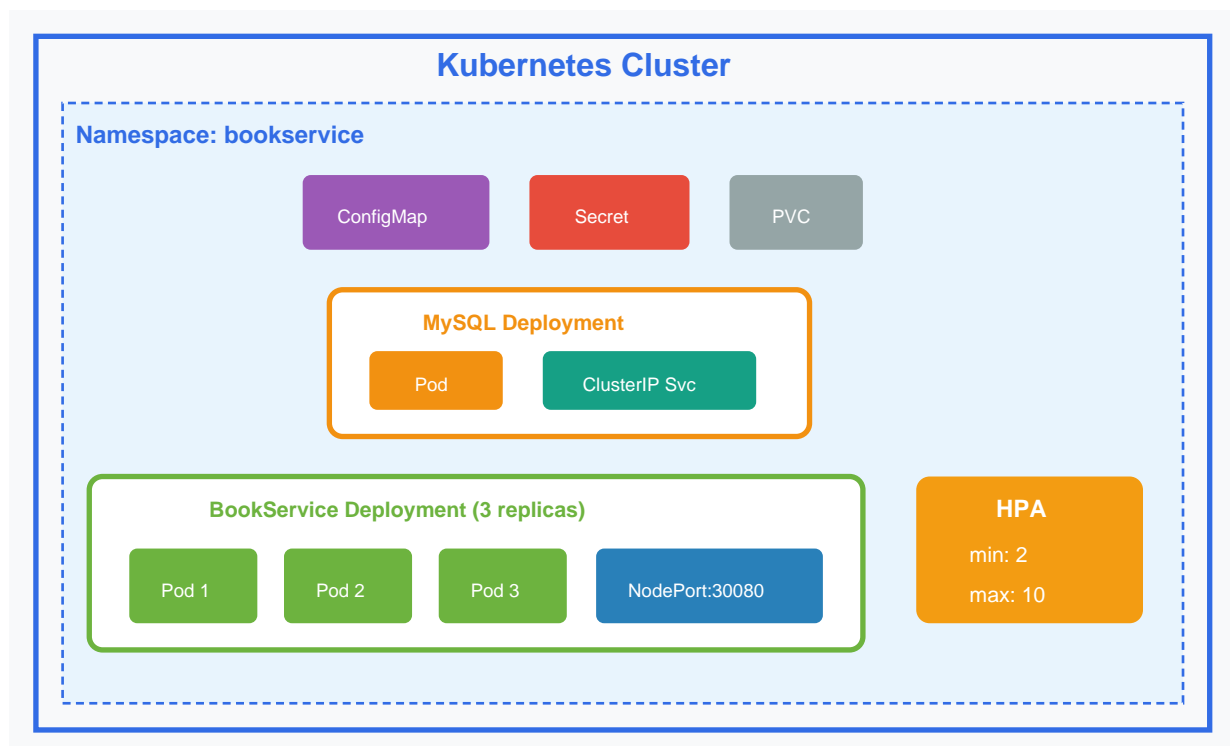 Kubernetes Cluster
Namespace: bookservice
ConfigMap
Secret
PVC
MySQL Deployment
Pod
ClusterIP Svc
BookService Deployment (3 replicas)
Pod 1
Pod 2
Pod 3
NodePort:30080
HPA
min: 2
max: 10